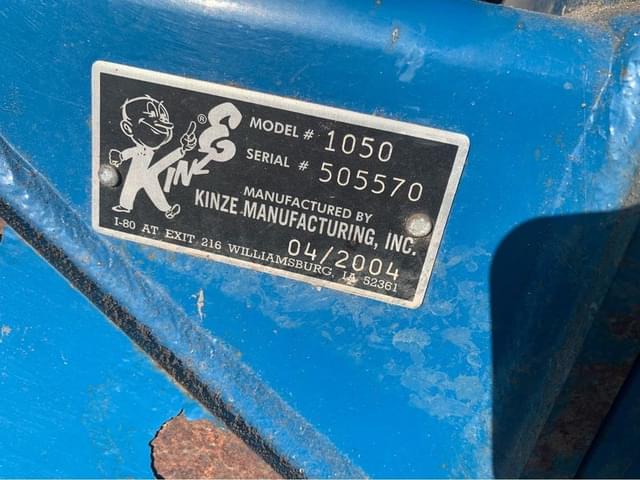 KINZE ®
MODEL # 1050
SERIAL # 505570
MANUFACTURED BY
KINZE MANUFACTURING, INC.
04/2004
I-80 AT EXIT 216 WILLIAMSBURG, IA 52361